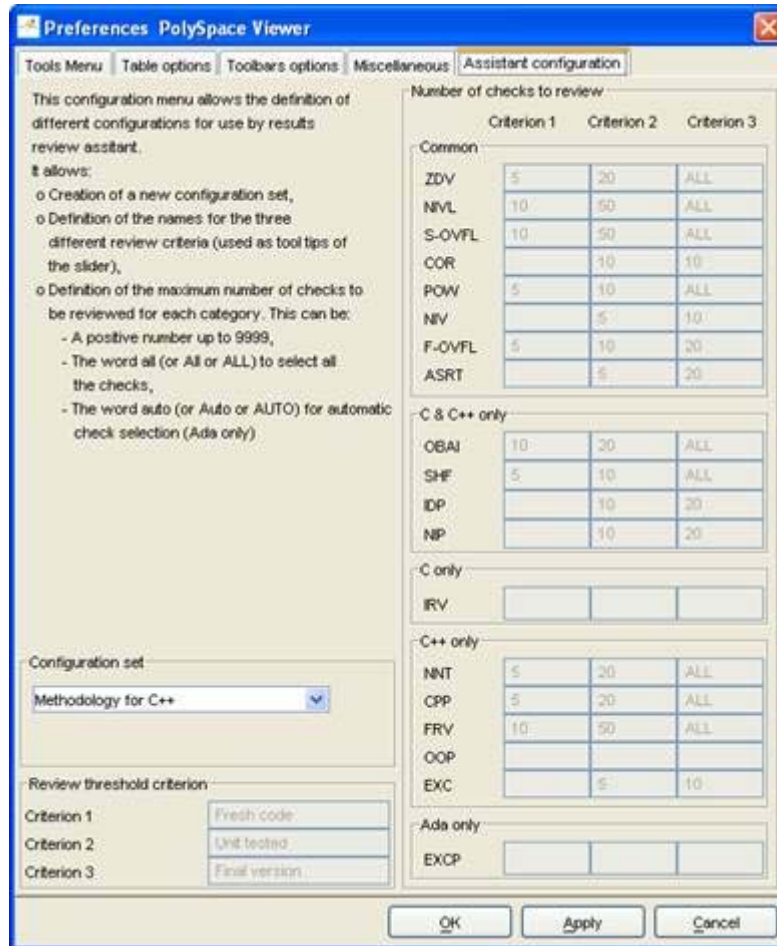 Preferences PolySpace Viewer
Tools Menu Table options Toolbars options Miscellaneous Assistant configuration
This configuration menu allows the definition of
different configurations for use by results
review assitant.
It allows:
o Creation of a new configuration set,
o Definition of the names for the three
different review criteria (used as tool tips of
the slider),
o Definition of the maximum number of checks to
be reviewed for each category. This can be:
- A positive number up to 9999,
- The word all (or All or ALL) to select all
the checks,
- The word auto (or Auto or AUTO) for automatic
check selection (Ada only)
Configuration set
Methodology for C++
Review threshold criterion
Criterion 1 Fresh code
Criterion 2 Unit tested
Criterion 3 Final version
Number of checks to review
Criterion 1 Criterion 2 Criterion 3
Common
ZDV 5 20 ALL
NIVL 10 50 ALL
S-OVFL 10 50 ALL
COR 10 10
POW 5 10 ALL
NIV 5 10
F-OVFL 5 10 20
ASRT 5 20
C & C++ only
OBAI 10 20 ALL
SHF 5 10 ALL
IDP 10 20
NIP 10 20
C only
IRV
C++ only
NNT 5 20 ALL
CPP 5 20 ALL
FRV 10 50 ALL
OOP
EXC 5 10
Ada only
EXCP
OK Apply Cancel